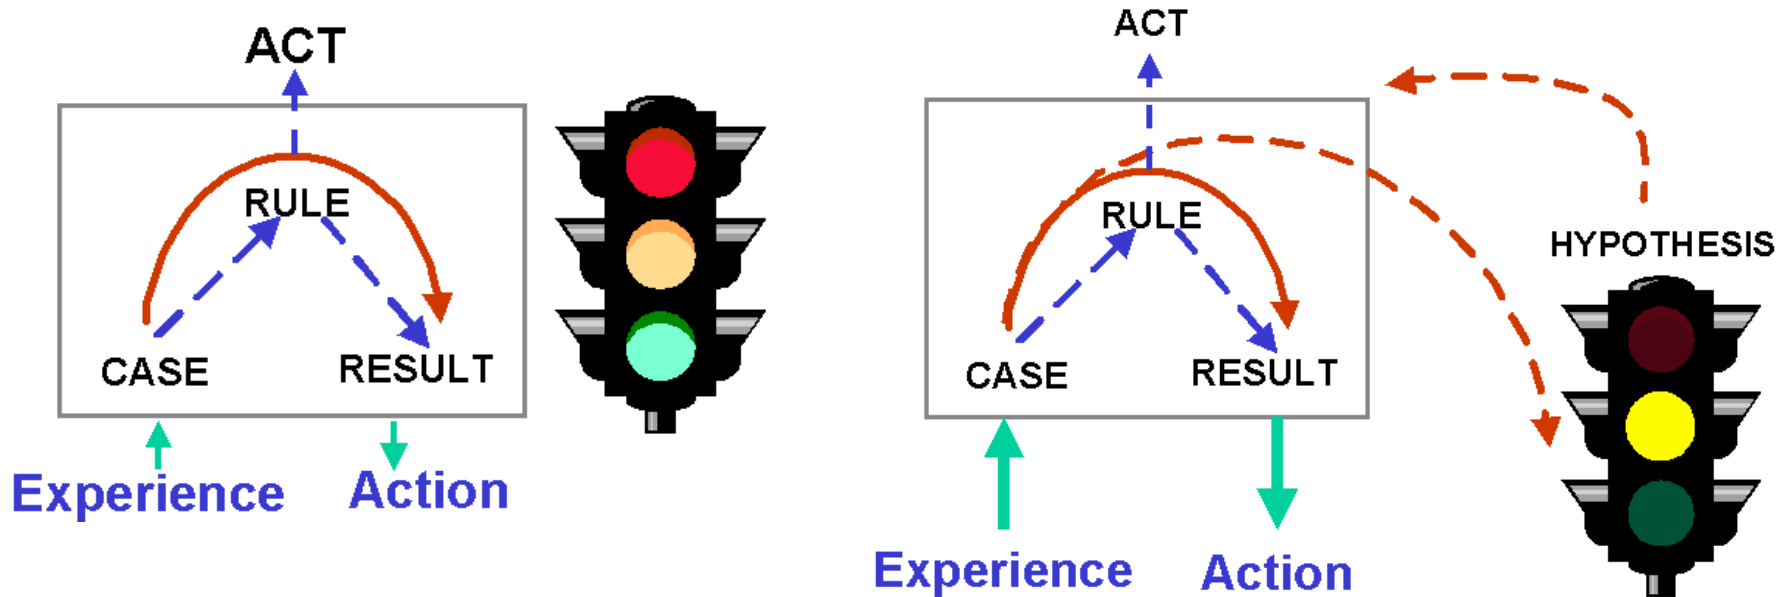 ACT
RULE
CASE
RESULT
Experience
Action
ACT
RULE
HYPOTHESIS
CASE
RESULT
Experience
Action